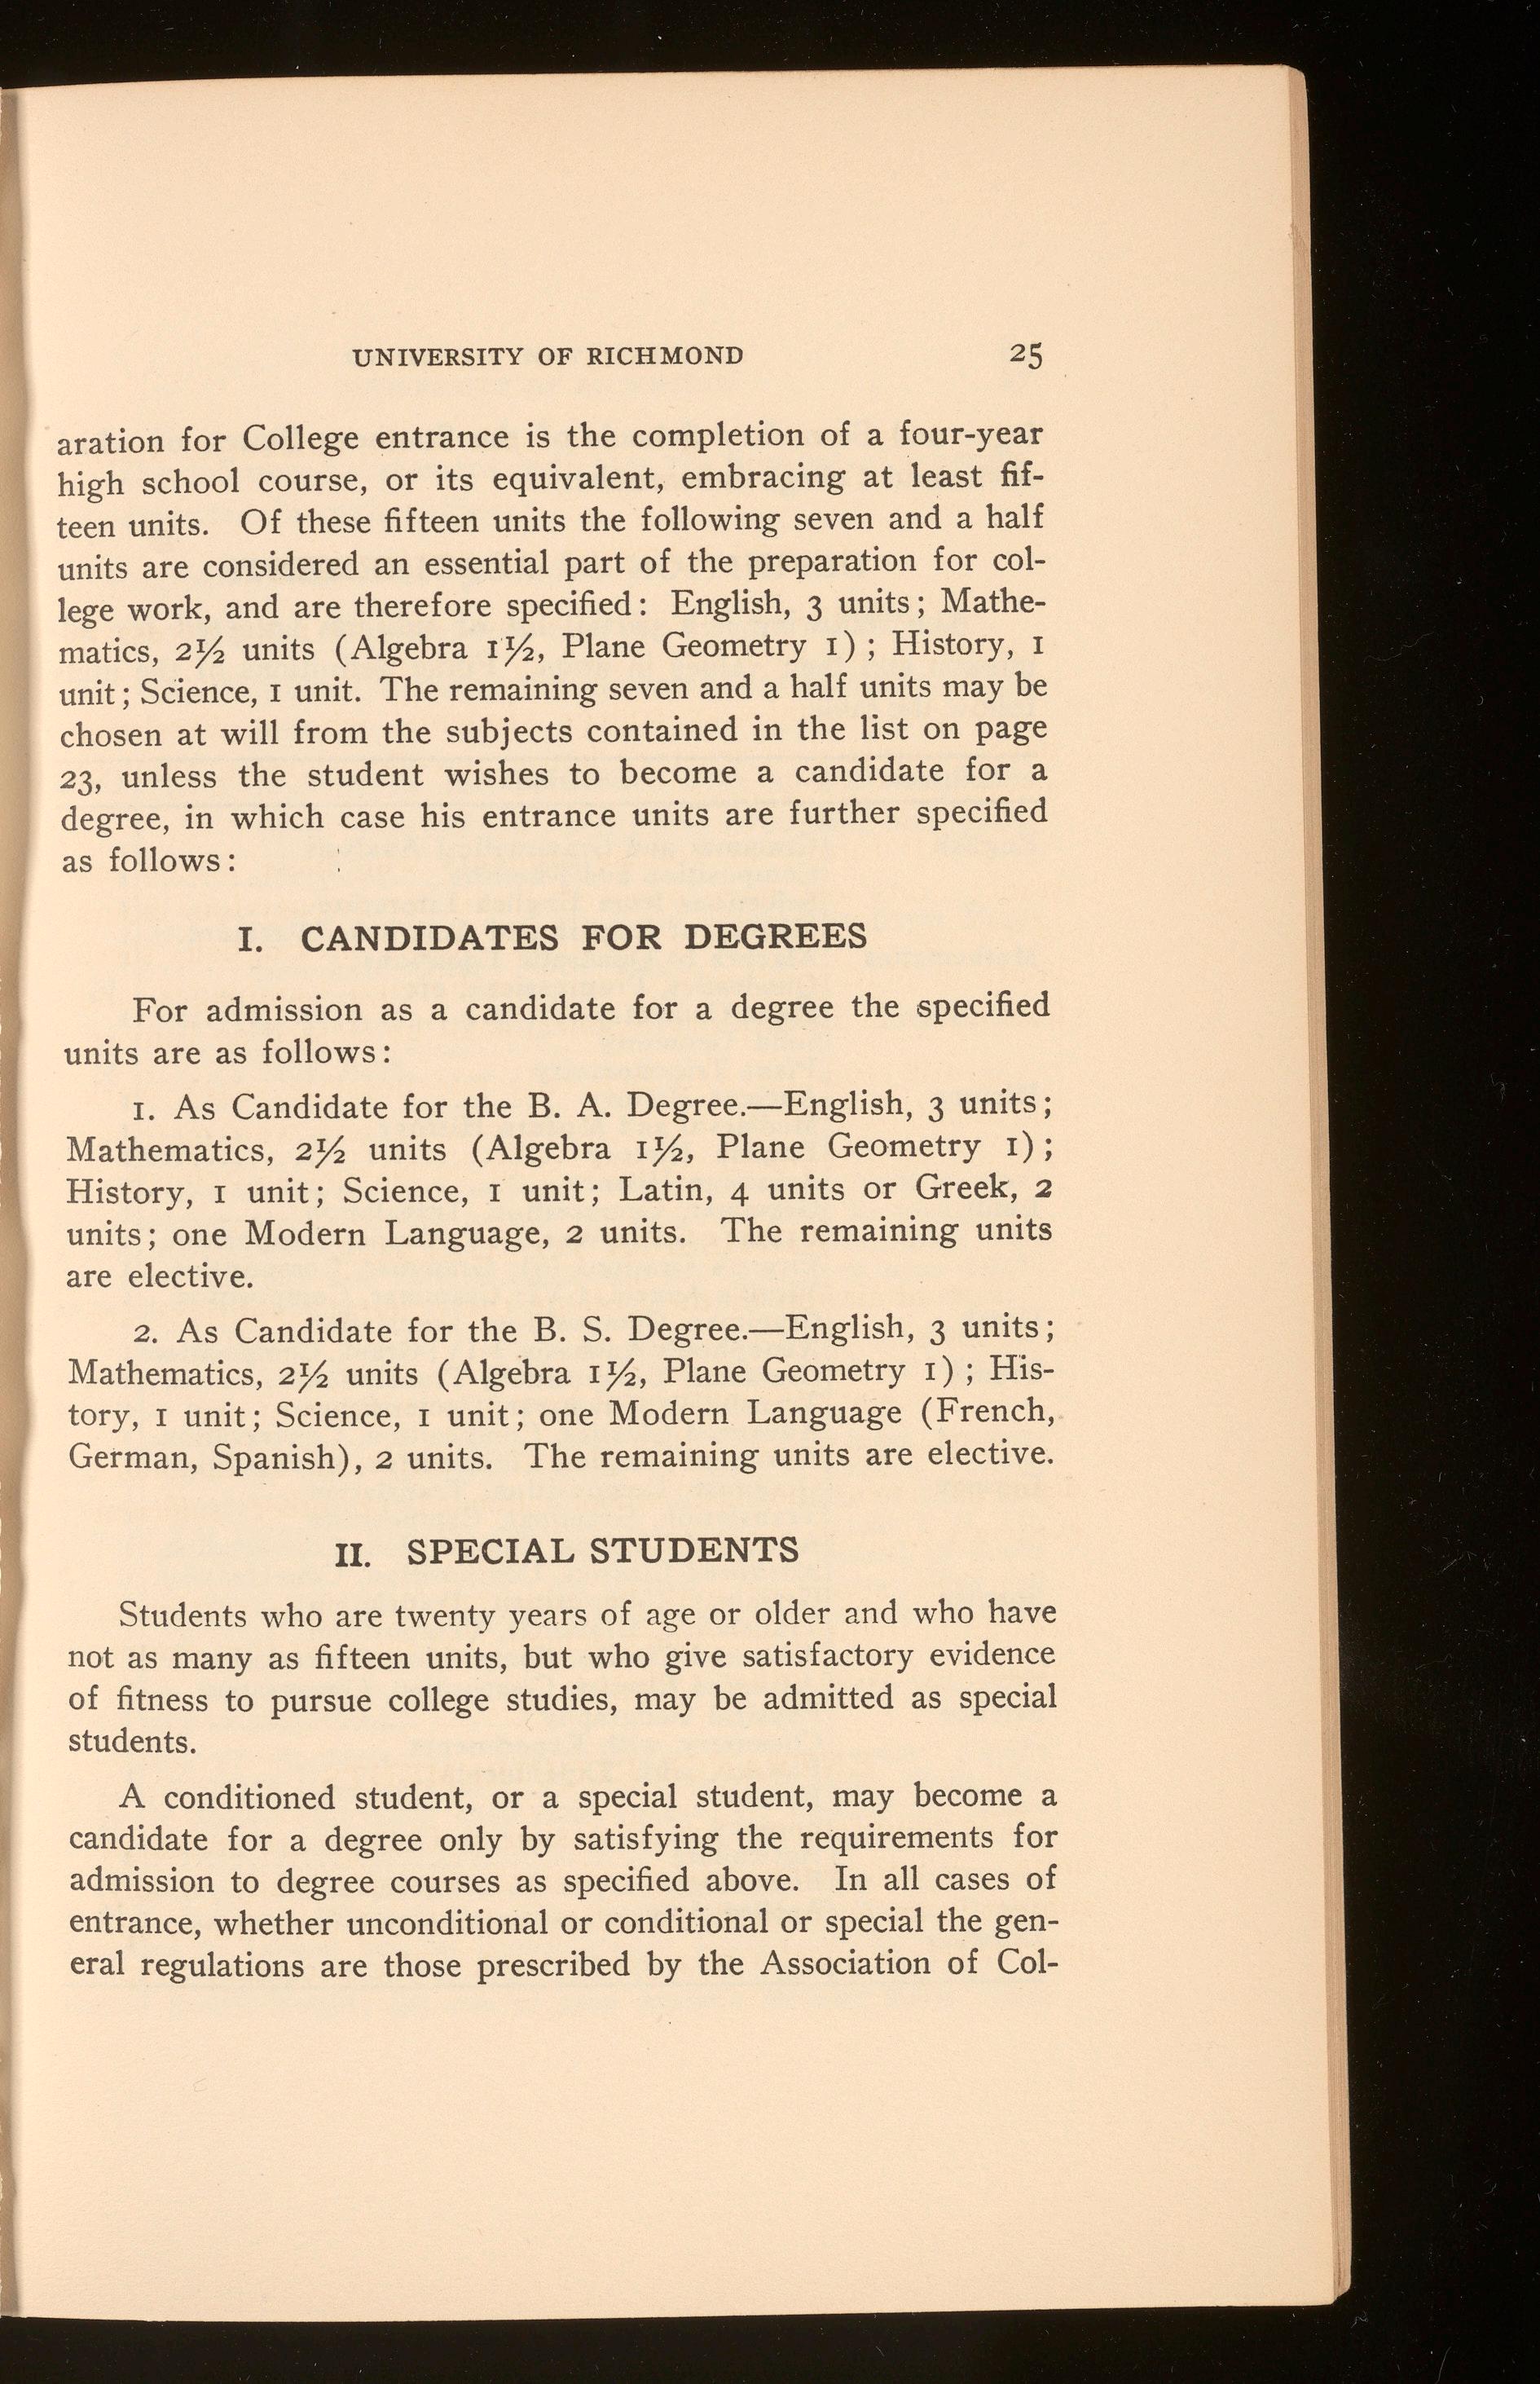 UNIVERSITY OF RICHMOND 25
aration for College entrance is the completion of a four-year
high school course, or its equivalent, embracing at least fif-
teen units. Of these fifteen units the following seven and a half
units are considered an essential part of the preparation for col-
lege work, and are therefore specified: English, 3 units; Mathe-
matics, 2½ units (Algebra 1½, Plane Geometry 1); History, 1
unit; Science, 1 unit. The remaining seven and a half units may be
chosen at will from the subjects contained in the list on page
23, unless the student wishes to become a candidate for a
degree, in which case his entrance units are further specified
as follows:
I. CANDIDATES FOR DEGREES
For admission as a candidate for a degree the specified
units are as follows:
1. As Candidate for the B. A. Degree.—English, 3 units;
Mathematics, 2½ units (Algebra 1½, Plane Geometry 1);
History, 1 unit; Science, 1 unit; Latin, 4 units or Greek, 2
units; one Modern Language, 2 units. The remaining units
are elective.
2. As Candidate for the B. S. Degree.—English, 3 units;
Mathematics, 2½ units (Algebra 1½, Plane Geometry 1); His-
tory, 1 unit; Science, 1 unit; one Modern Language (French,
German, Spanish), 2 units. The remaining units are elective.
II. SPECIAL STUDENTS
Students who are twenty years of age or older and who have
not as many as fifteen units, but who give satisfactory evidence
of fitness to pursue college studies, may be admitted as special
students.
A conditioned student, or a special student, may become a
candidate for a degree only by satisfying the requirements for
admission to degree courses as specified above. In all cases of
entrance, whether unconditional or conditional or special the gen-
eral regulations are those prescribed by the Association of Col-